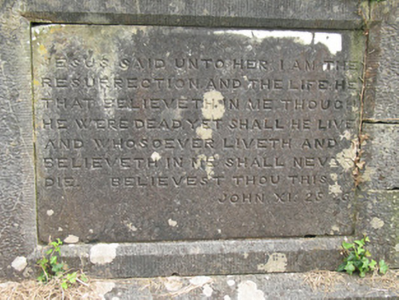 JESUS SAID UNTO HER, I AM THE
RESURRECTION, AND THE LIFE HE
THAT BELIEVETH IN ME, THOUGH
HE WERE DEAD, YET SHALL HE LIVE
AND WHOSOEVER LIVETH AND
BELIEVETH IN ME SHALL NEVER
DIE. BELIEVEST THOU THIS.
JOHN XI. 25